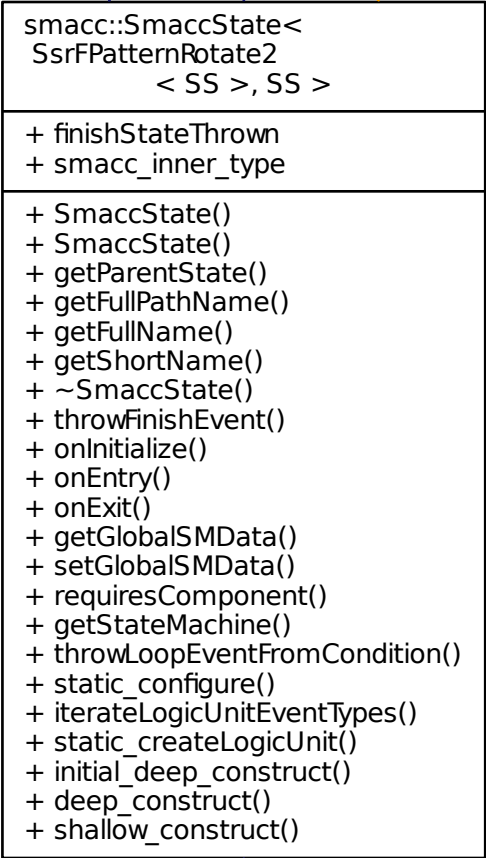 smacc::SmaccState<
SsrFPatternRotate2
< SS >, SS >
+ finishStateThrown
+ smacc_inner_type
+ SmaccState()
+ SmaccState()
+ getParentState()
+ getFullPathName()
+ getFullName()
+ getShortName()
+ ~SmaccState()
+ throwFinishEvent()
+ onInitialize()
+ onEntry()
+ onExit()
+ getGlobalSMData()
+ setGlobalSMData()
+ requiresComponent()
+ getStateMachine()
+ throwLoopEventFromCondition()
+ static_configure()
+ iterateLogicUnitEventTypes()
+ static_createLogicUnit()
+ initial_deep_construct()
+ deep_construct()
+ shallow_construct()